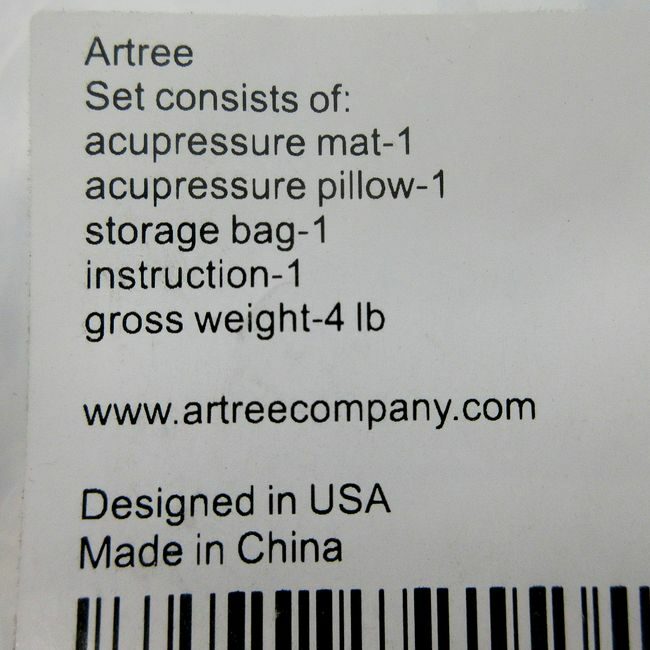 Artree
Set consists of:
acupressure mat-1
acupressure pillow-1
storage bag-1
instruction-1
gross weight-4 lb
www.artreecompany.com
Designed in USA
Made in China